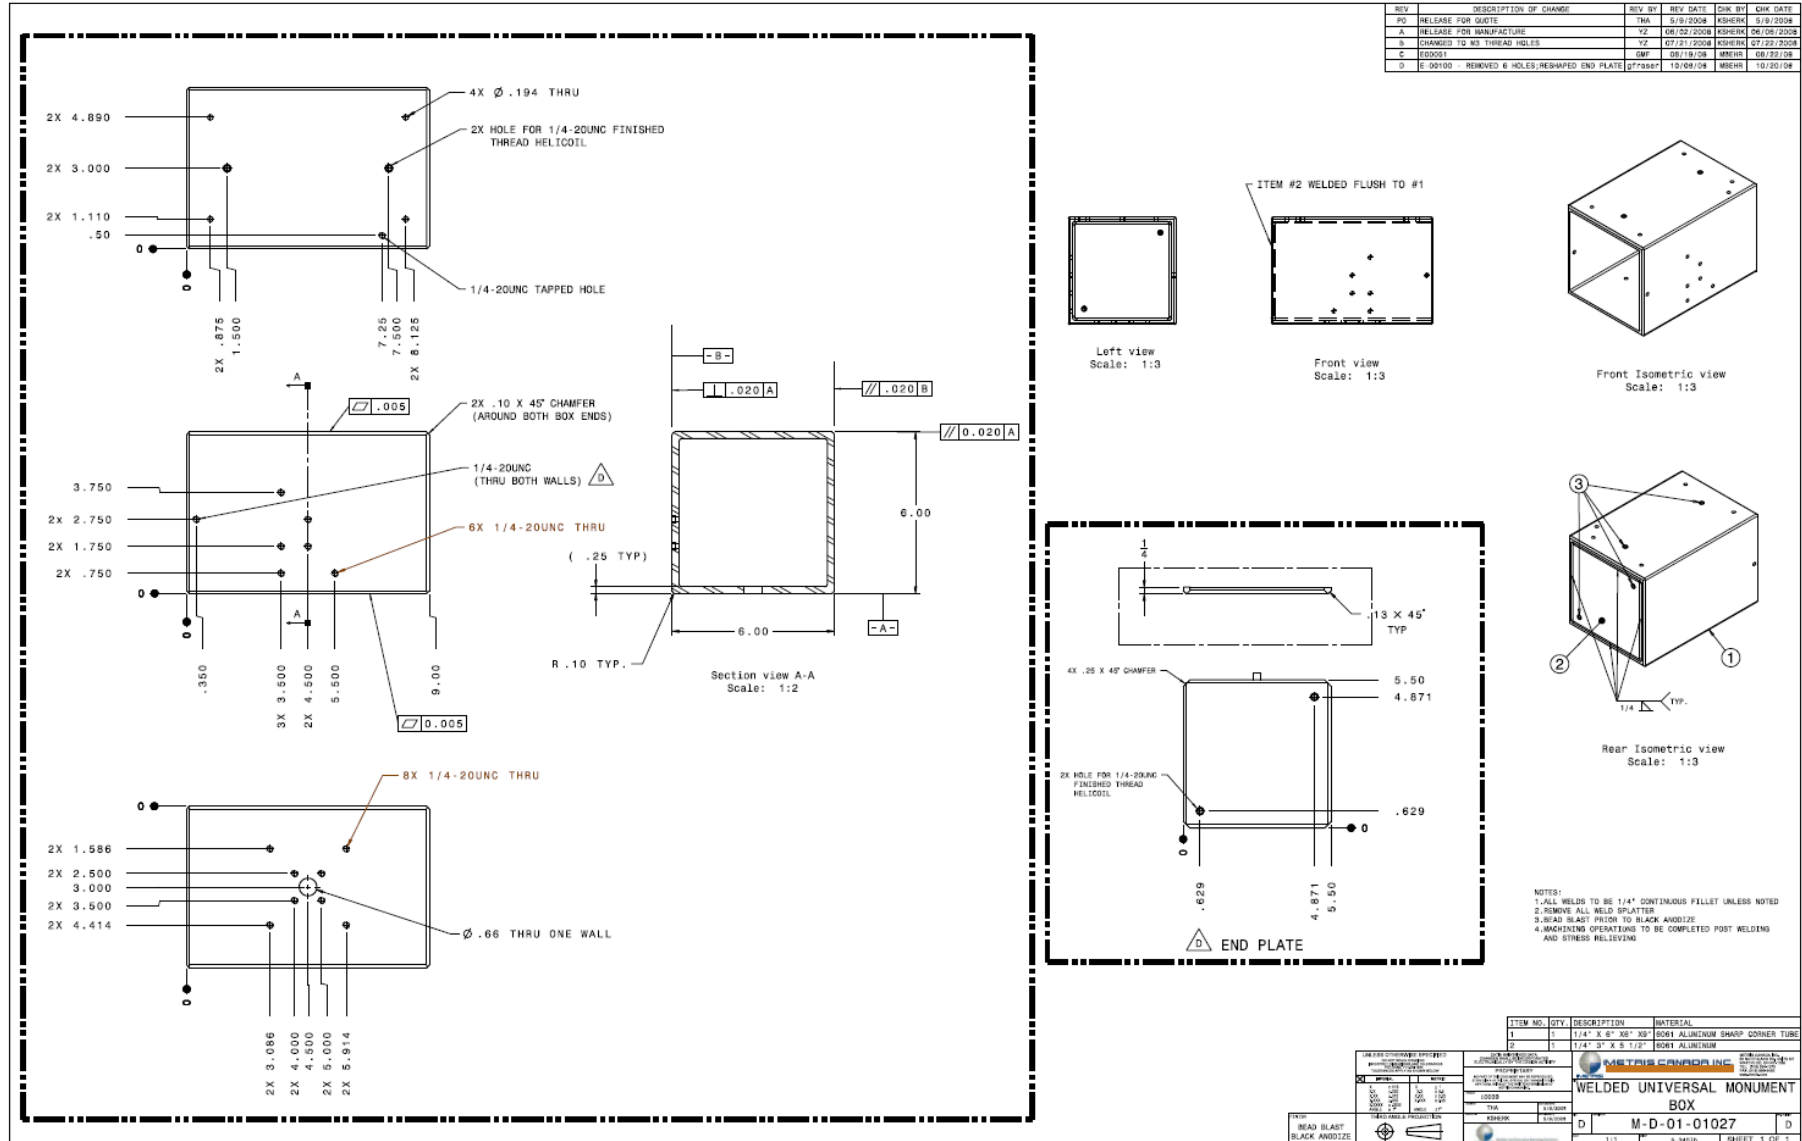 REV DESCRIPTION OF CHANGE REV BY REV DATE CHK BY CHK DATE
P0 RELEASE FOR QUOTE THA 5/9/2008 KSHERK 5/9/2008
A RELEASE FOR MANUFACTURE YZ 06/02/2008 KSHERK 06/06/2008
B CHANGED TO M3 THREAD HOLES YZ 07/21/2008 KSHERK 07/22/2008
C E00081 GMF 08/19/08 MBEHR 08/22/08
D E-00100 - REMOVED 6 HOLES;RESHAPED END PLATE gfraser 10/08/08 MBEHR 10/20/08
4X Ø .194 THRU
2X HOLE FOR 1/4-20UNC FINISHED
THREAD HELICOIL
2X 4.890
2X 3.000
2X 1.110
.50
0
0
1/4-20UNC TAPPED HOLE
2X .875
1.500
7.25
7.500
2X 8.125
A
⏥ .005
2X .10 X 45° CHAMFER
(AROUND BOTH BOX ENDS)
1/4-20UNC
(THRU BOTH WALLS) D
6X 1/4-20UNC THRU
3.750
2x 2.750
2X 1.750
2X .750
0
0
A
.350
3X 3.500
2X 4.500
5.500
9.00
⏥ 0.005
-B-
⊥ .020 A
// .020 B
// 0.020 A
6.00
( .25 TYP)
6.00
-A-
R .10 TYP.
Section view A-A
Scale: 1:2
8X 1/4-20UNC THRU
0
2X 1.586
2X 2.500
3.000
2X 3.500
2X 4.414
Ø .66 THRU ONE WALL
0
2X 3.086
2X 4.000
4.500
2X 5.000
2X 5.914
ITEM #2 WELDED FLUSH TO #1
Left view
Scale: 1:3
Front view
Scale: 1:3
Front Isometric view
Scale: 1:3
3
2
1
1/4 TYP.
Rear Isometric view
Scale: 1:3
1/4
.13 X 45°
TYP
4X .25 X 45° CHAMFER
5.50
4.871
2X HOLE FOR 1/4-20UNC
FINISHED THREAD
HELICOIL
.629
0
0
.629
4.871
5.50
D END PLATE
NOTES:
1.ALL WELDS TO BE 1/4" CONTINUOUS FILLET UNLESS NOTED
2.REMOVE ALL WELD SPLATTER
3.BEAD BLAST PRIOR TO BLACK ANODIZE
4.MACHINING OPERATIONS TO BE COMPLETED POST WELDING
AND STRESS RELIEVING
ITEM NO. QTY. DESCRIPTION MATERIAL
1 1 1/4" X 6" X6" X9" 6061 ALUMINUM SHARP CORNER TUBE
2 1 1/4" 3" X 5 1/2" 6061 ALUMINUM
UNLESS OTHERWISE SPECIFIED
PROPRIETARY
METRIS CANADA INC.
WELDED UNIVERSAL MONUMENT
BOX
THA
KSHERK
THIRD ANGLE PROJECTION
FINISH
BEAD BLAST
BLACK ANODIZE
D M-D-01-01027 D
1:1 SHEET 1 OF 1